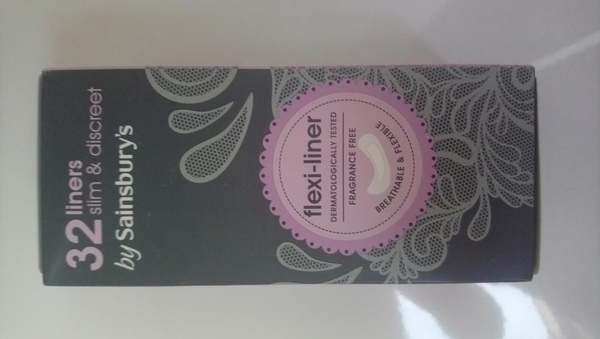 32 liners
slim & discreet
by Sainsbury's
flexi-liner
DERMATOLOGICALLY TESTED
FRAGRANCE FREE
BREATHABLE & FLEXIBLE